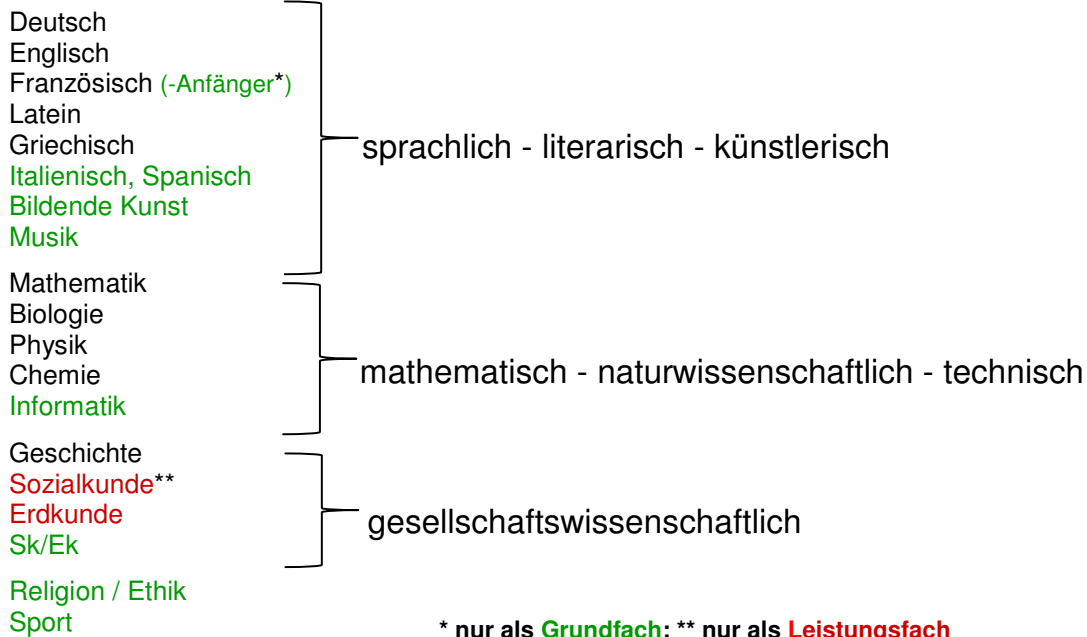 Deutsch
Englisch
Französisch (-Anfänger*)
Latein
Griechisch
Italienisch, Spanisch
Bildende Kunst
Musik
sprachlich - literarisch - künstlerisch
Mathematik
Biologie
Physik
Chemie
Informatik
mathematisch - naturwissenschaftlich - technisch
Geschichte
Sozialkunde**
Erdkunde
Sk/Ek
gesellschaftswissenschaftlich
Religion / Ethik
Sport
* nur als Grundfach; ** nur als Leistungsfach